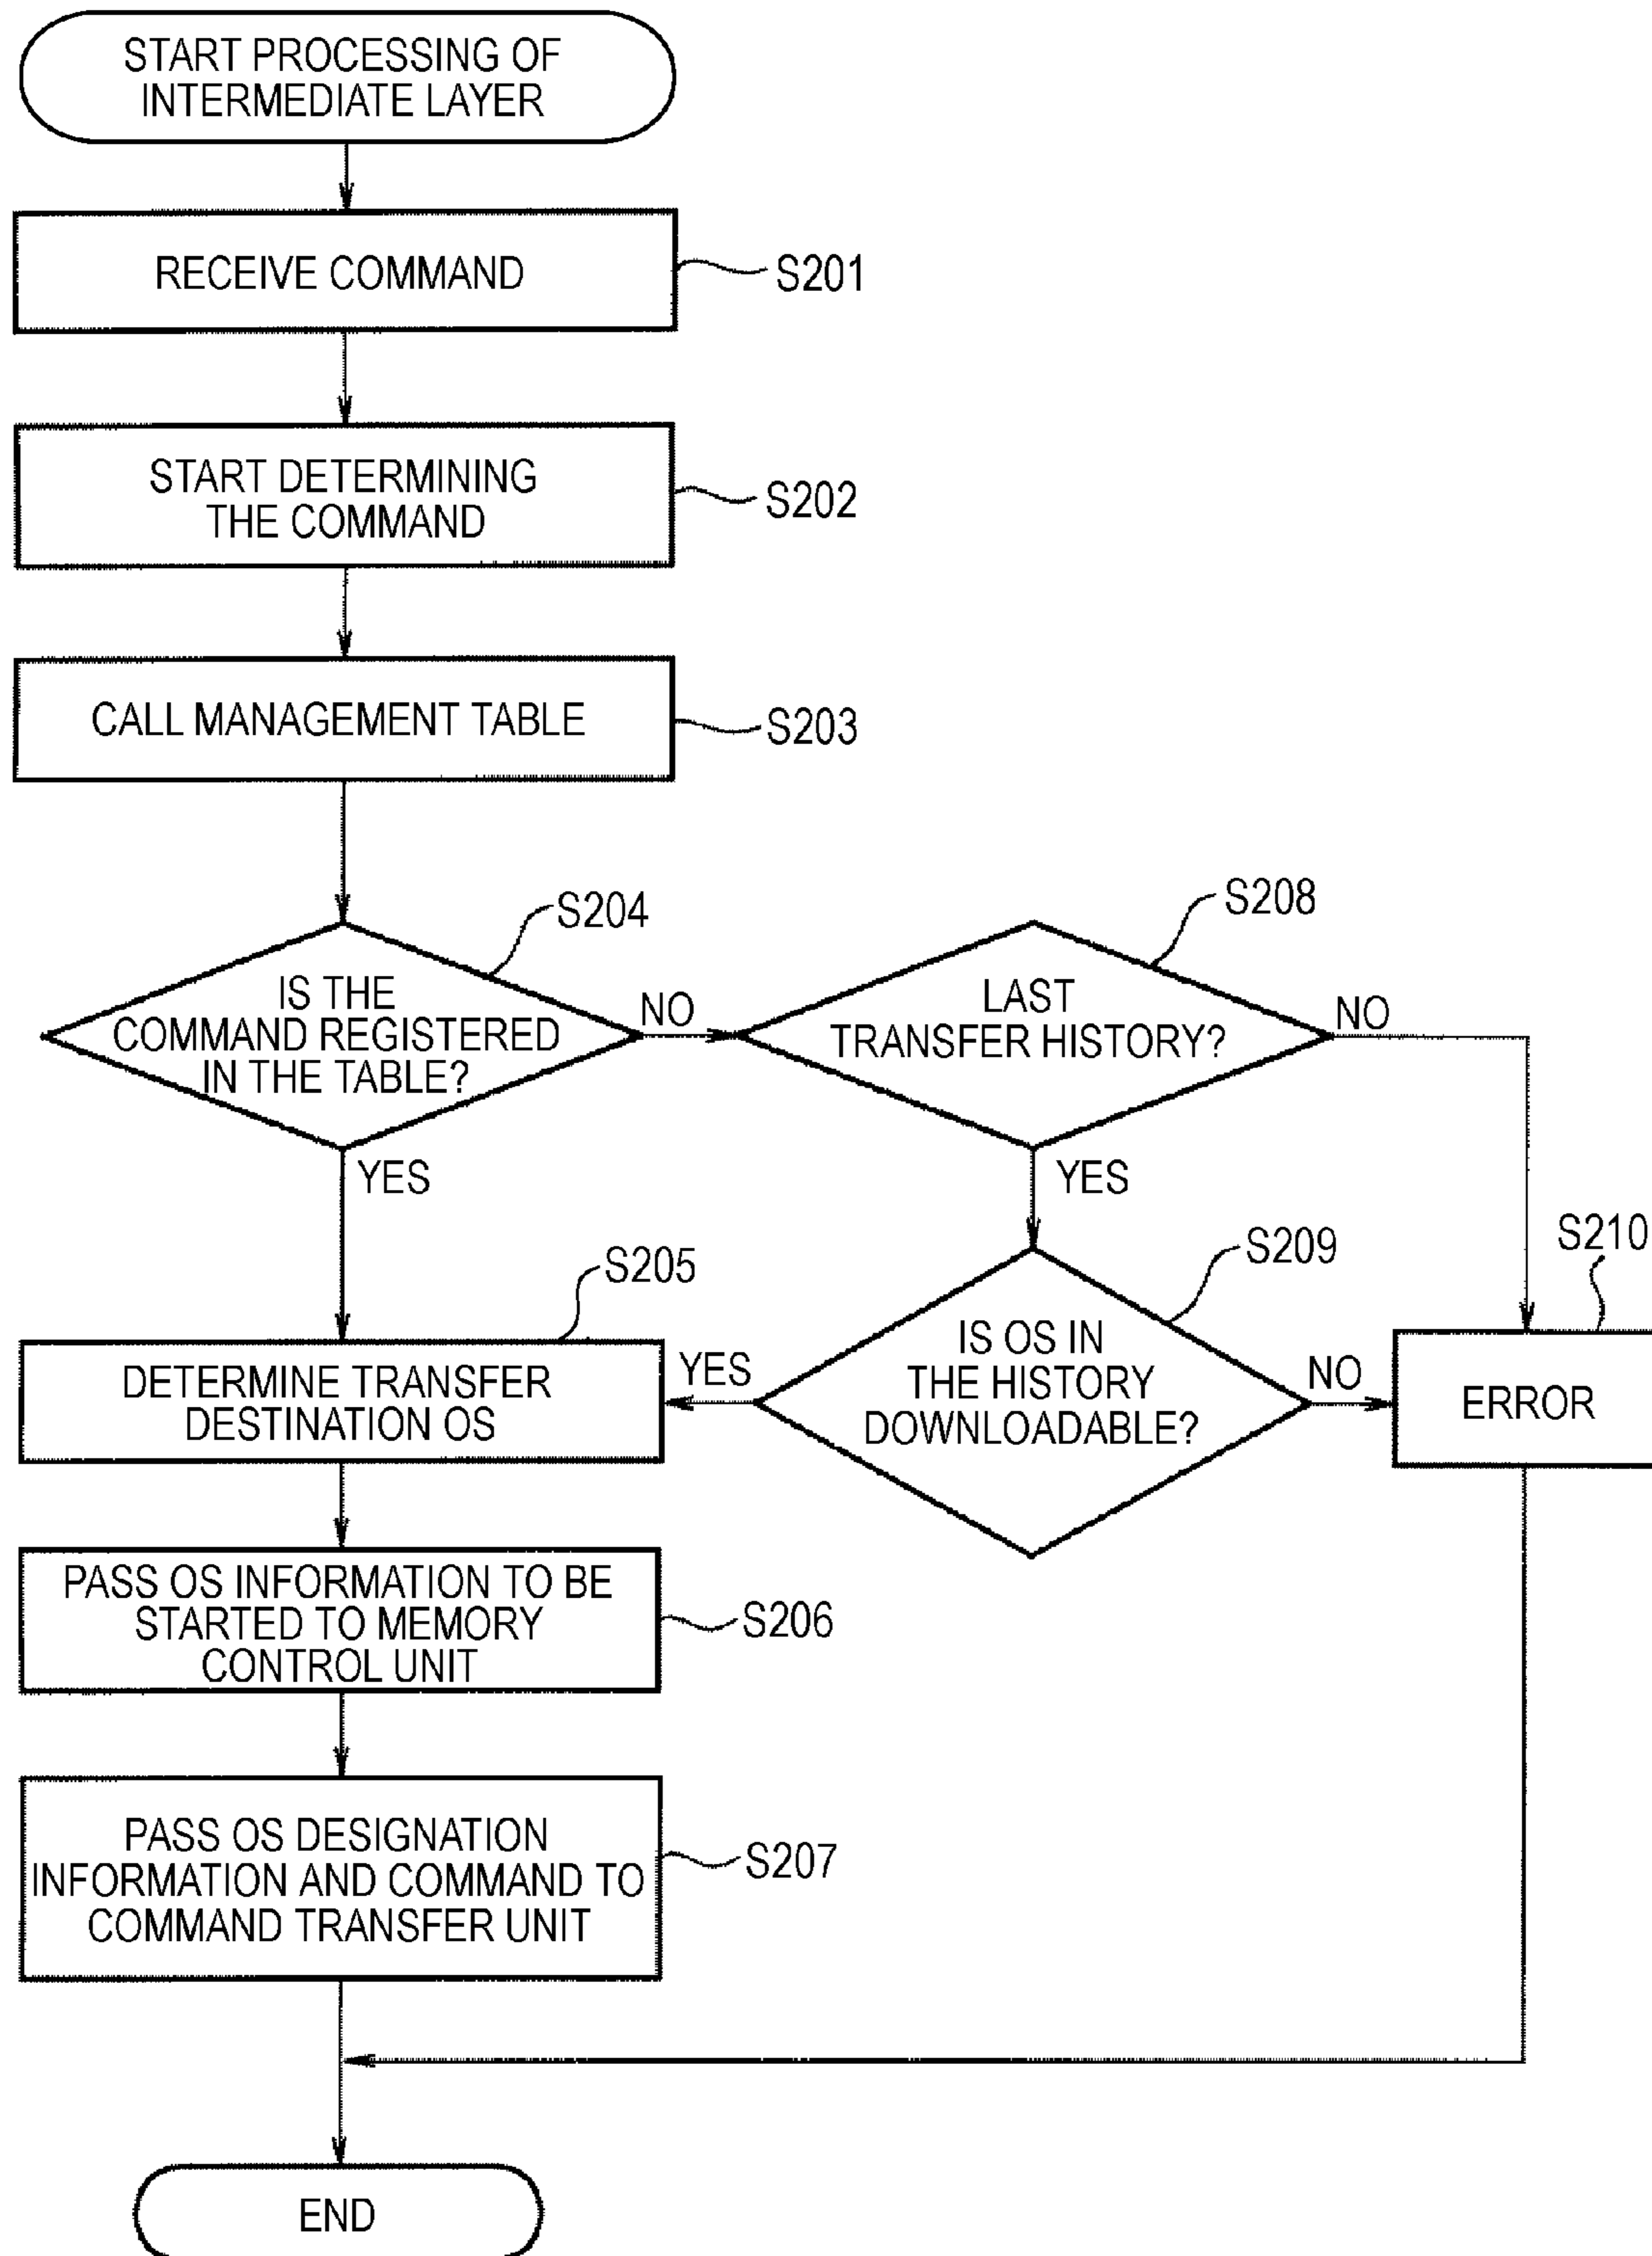 START PROCESSING OF
INTERMEDIATE LAYER
RECEIVE COMMAND
S201
START DETERMINING
THE COMMAND
S202
CALL MANAGEMENT TABLE
S203
S204
IS THE
COMMAND REGISTERED
IN THE TABLE?
NO
YES
S208
LAST
TRANSFER HISTORY?
NO
YES
S209
IS OS IN
THE HISTORY
DOWNLOADABLE?
YES
NO
S210
ERROR
S205
DETERMINE TRANSFER
DESTINATION OS
PASS OS INFORMATION TO BE
STARTED TO MEMORY
CONTROL UNIT
S206
PASS OS DESIGNATION
INFORMATION AND COMMAND TO
COMMAND TRANSFER UNIT
S207
END